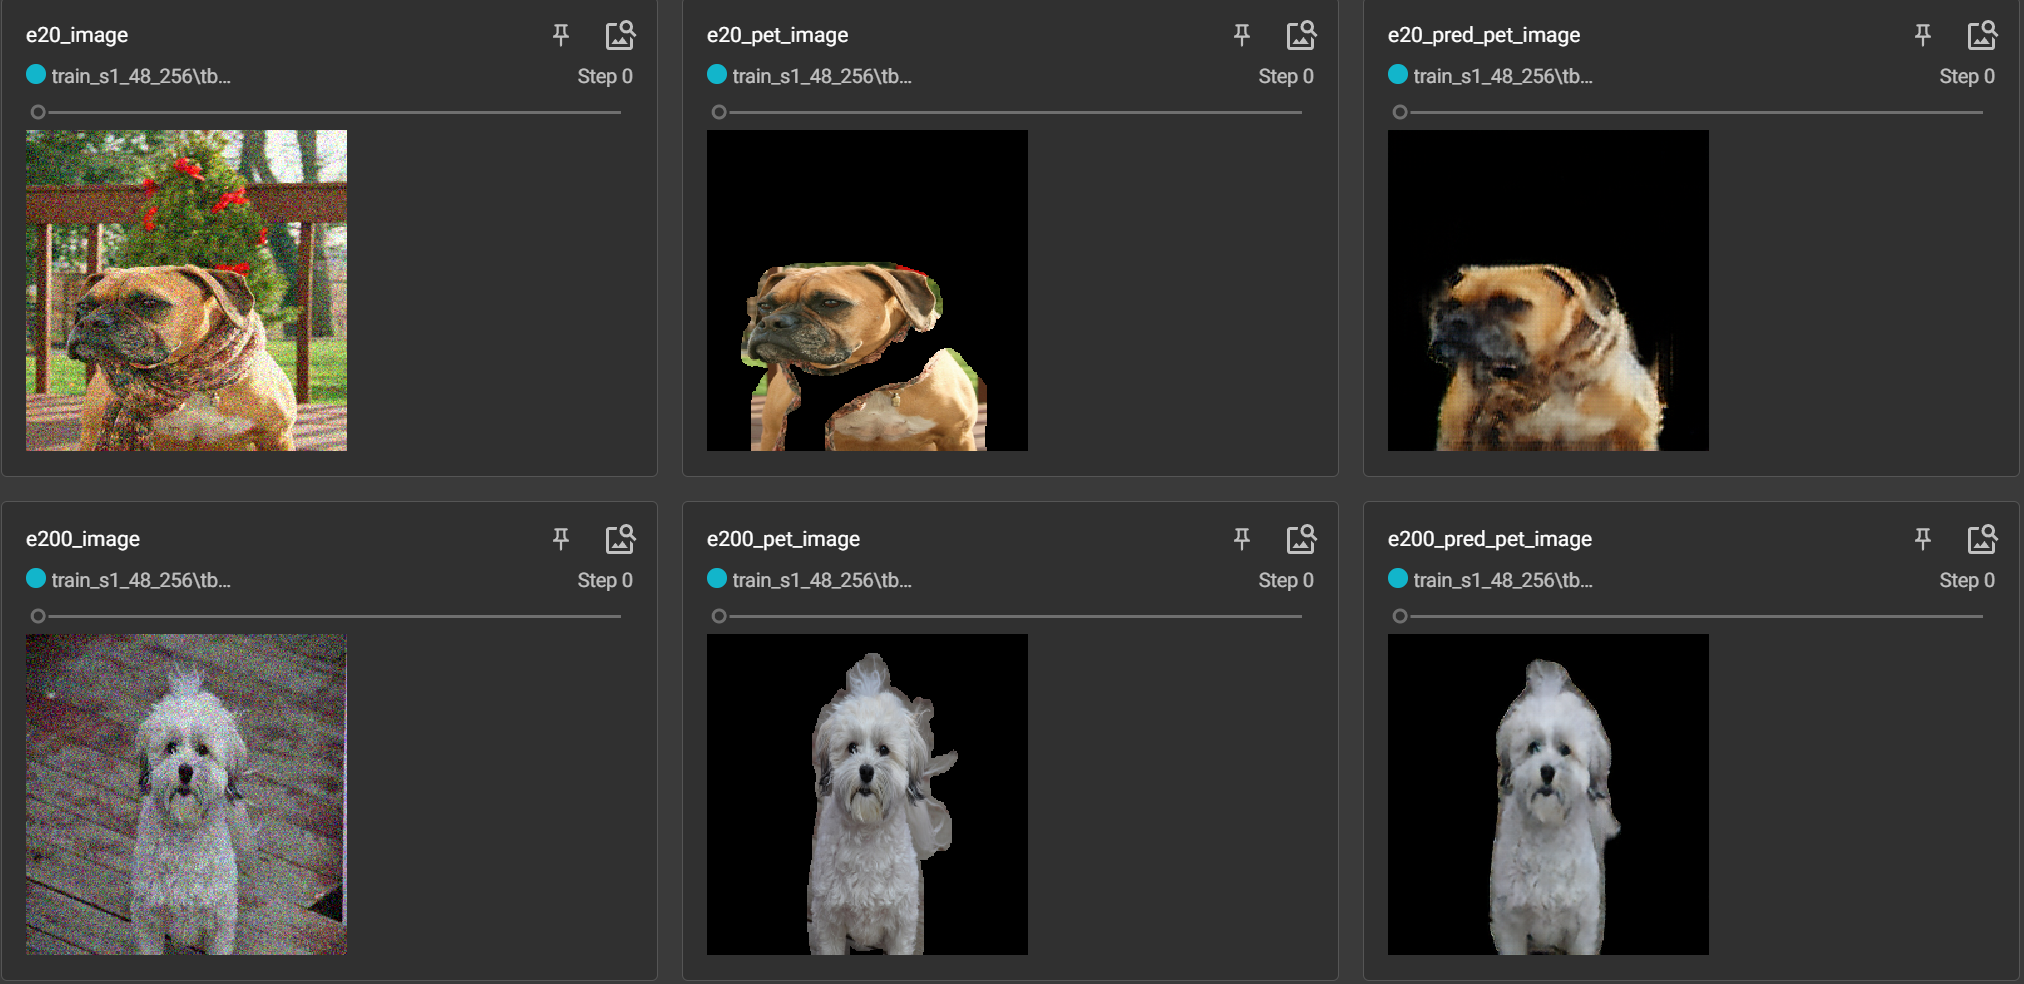 e20_image
train_s1_48_256\tb...
Step 0
e20_pet_image
train_s1_48_256\tb...
Step 0
e20_pred_pet_image
train_s1_48_256\tb...
Step 0
e200_image
train_s1_48_256\tb...
Step 0
e200_pet_image
train_s1_48_256\tb...
Step 0
e200_pred_pet_image
train_s1_48_256\tb...
Step 0